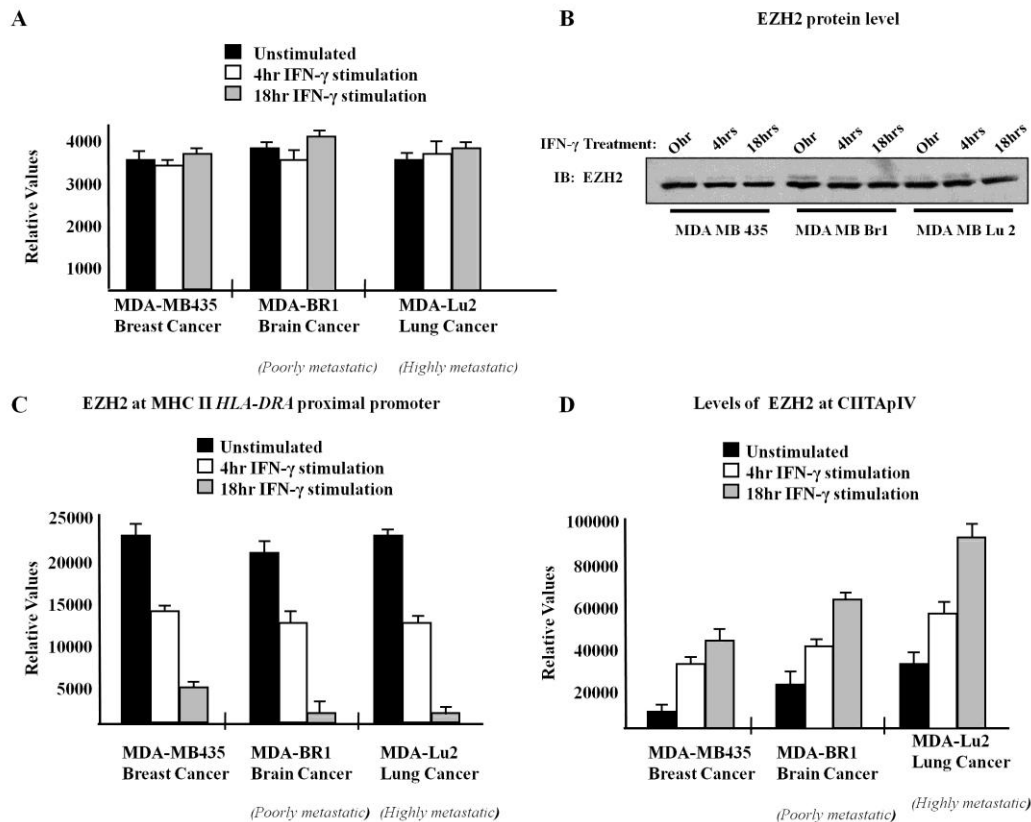 A
Unstimulated
4hr IFN-γ stimulation
18hr IFN-γ stimulation
4000
3000
2000
1000
Relative Values
MDA-MB435
Breast Cancer
MDA-BR1
Brain Cancer
MDA-Lu2
Lung Cancer
(Poorly metastatic)
(Highly metastatic)
B
EZH2 protein level
IFN-γ Treatment: Ohr 4hrs 18hrs Ohr 4hrs 18hrs Ohr 4hrs 18hrs
IB: EZH2
MDA MB 435
MDA MB Br1
MDA MB Lu 2
C
EZH2 at MHC II HLA-DRA proximal promoter
Unstimulated
4hr IFN-γ stimulation
18hr IFN-γ stimulation
25000
20000
15000
10000
5000
Relative Values
MDA-MB435
Breast Cancer
MDA-BR1
Brain Cancer
MDA-Lu2
Lung Cancer
(Poorly metastatic)
(Highly metastatic)
D
Levels of EZH2 at CIITApIV
Unstimulated
4hr IFN-γ stimulation
18hr IFN-γ stimulation
100000
80000
60000
40000
20000
Relative Values
MDA-MB435
Breast Cancer
MDA-BR1
Brain Cancer
MDA-Lu2
Lung Cancer
(Poorly metastatic)
(Highly metastatic)